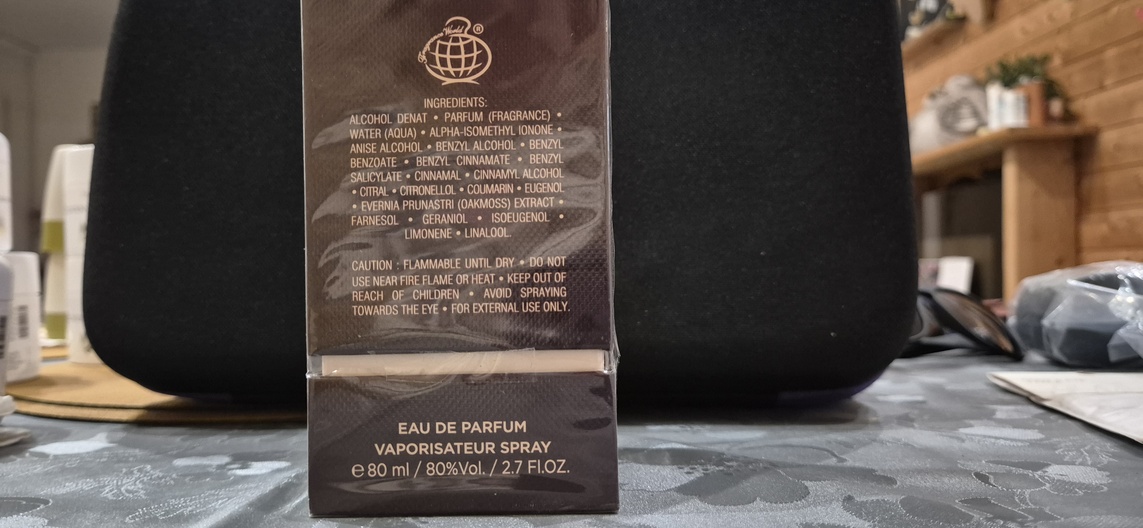 Fragrance World ®
INGREDIENTS:
ALCOHOL DENAT • PARFUM (FRAGRANCE) •
WATER (AQUA) • ALPHA-ISOMETHYL IONONE •
ANISE ALCOHOL • BENZYL ALCOHOL • BENZYL
BENZOATE • BENZYL CINNAMATE • BENZYL
SALICYLATE • CINNAMAL • CINNAMYL ALCOHOL
• CITRAL • CITRONELLOL • COUMARIN • EUGENOL
• EVERNIA PRUNASTRI (OAKMOSS) EXTRACT •
FARNESOL • GERANIOL • ISOEUGENOL •
LIMONENE • LINALOOL.
CAUTION : FLAMMABLE UNTIL DRY • DO NOT
USE NEAR FIRE FLAME OR HEAT • KEEP OUT OF
REACH OF CHILDREN • AVOID SPRAYING
TOWARDS THE EYE • FOR EXTERNAL USE ONLY.
EAU DE PARFUM
VAPORISATEUR SPRAY
℮ 80 ml / 80%Vol. / 2.7 Fl.OZ.